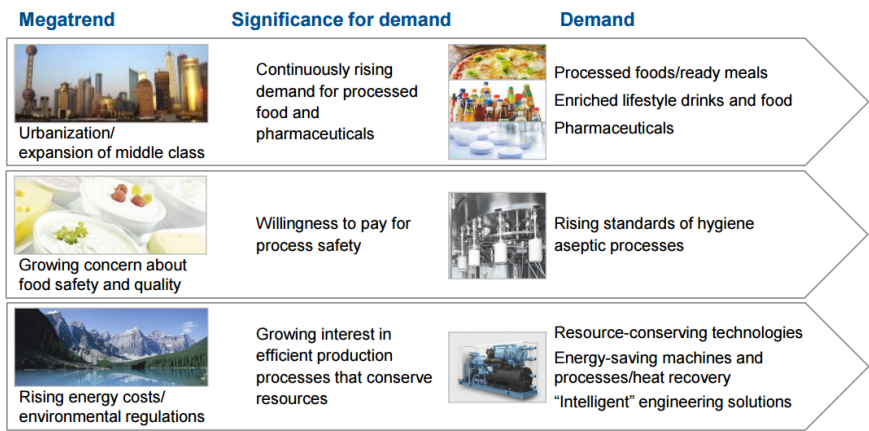 Megatrend
Significance for demand
Demand
Urbanization/
expansion of middle class
Continuously rising
demand for processed
food and
pharmaceuticals
Processed foods/ready meals
Enriched lifestyle drinks and food
Pharmaceuticals
Growing concern about
food safety and quality
Willingness to pay for
process safety
Rising standards of hygiene
aseptic processes
Rising energy costs/
environmental regulations
Growing interest in
efficient production
processes that conserve
resources
Resource-conserving technologies
Energy-saving machines and
processes/heat recovery
“Intelligent” engineering solutions